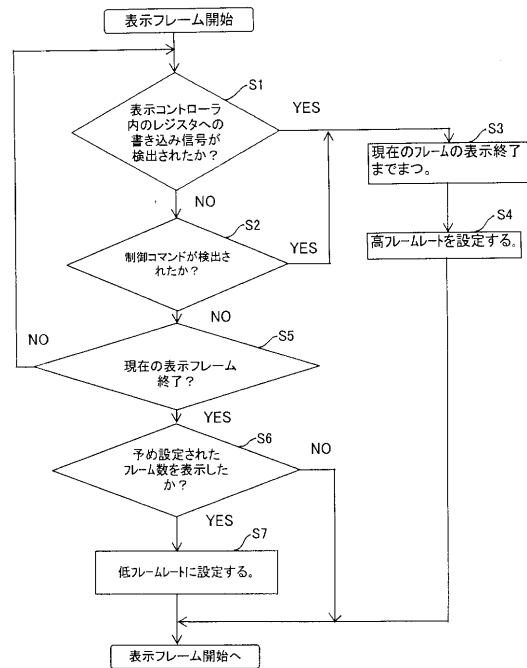 表示フレーム開始
S1
表示コントローラ
内のレジスタへの
書き込み信号が
検出されたか？
YES
NO
S3
現在のフレームの表示終了
までまつ。
S2
制御コマンドが検出さ
れたか？
YES
NO
S4
高フレームレートを設定する。
S5
現在の表示フレーム
終了？
NO
YES
S6
予め設定された
フレーム数を表示した
か？
NO
YES
S7
低フレームレートに設定する。
表示フレーム開始へ